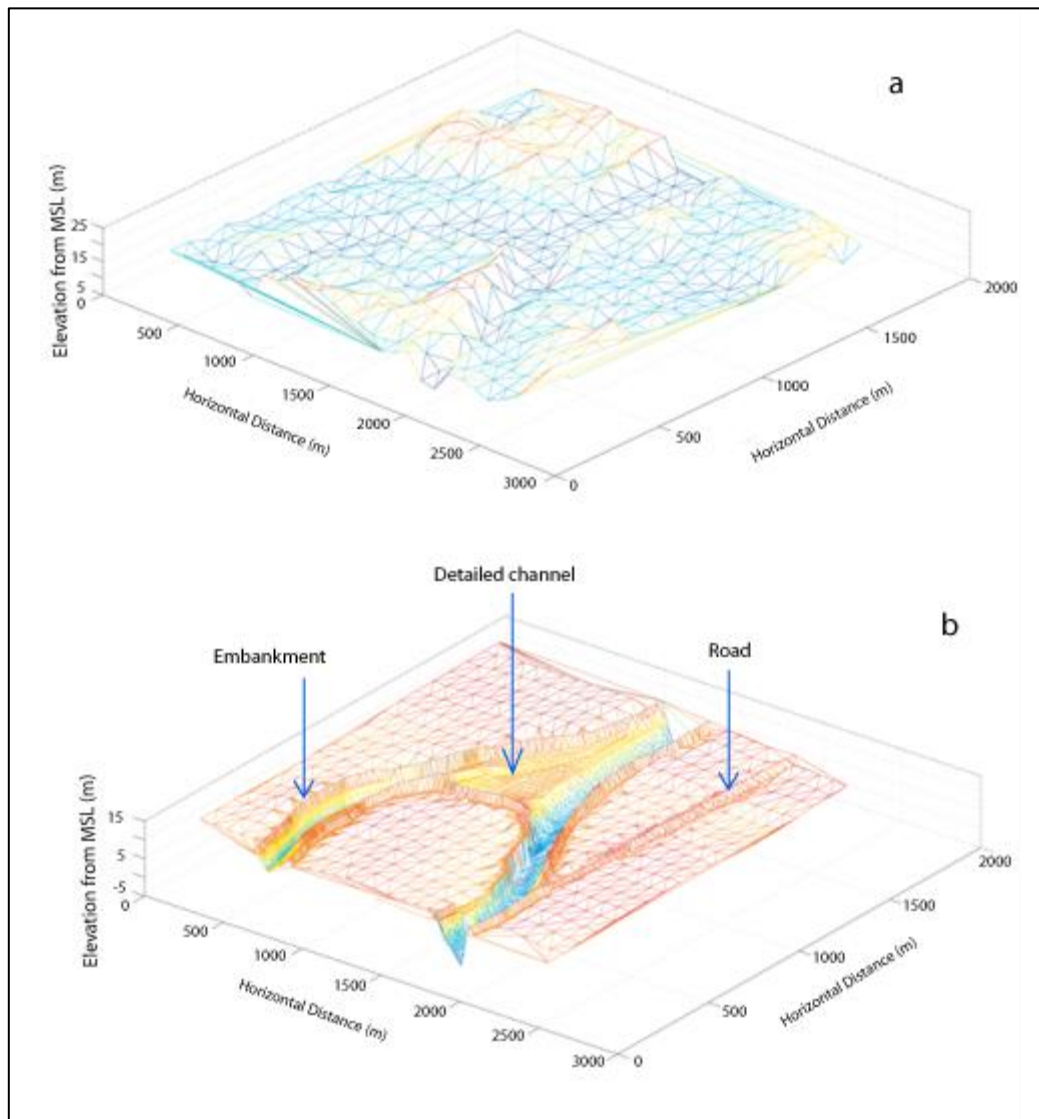 a
Elevation from MSL (m)
25
15
5
0
500
1000
1500
2000
2500
3000
Horizontal Distance (m)
0
500
1000
1500
2000
Horizontal Distance (m)
Detailed channel
b
Embankment
Road
Elevation from MSL (m)
15
5
-5
0
500
1000
1500
2000
2500
3000
Horizontal Distance (m)
0
500
1000
1500
2000
Horizontal Distance (m)